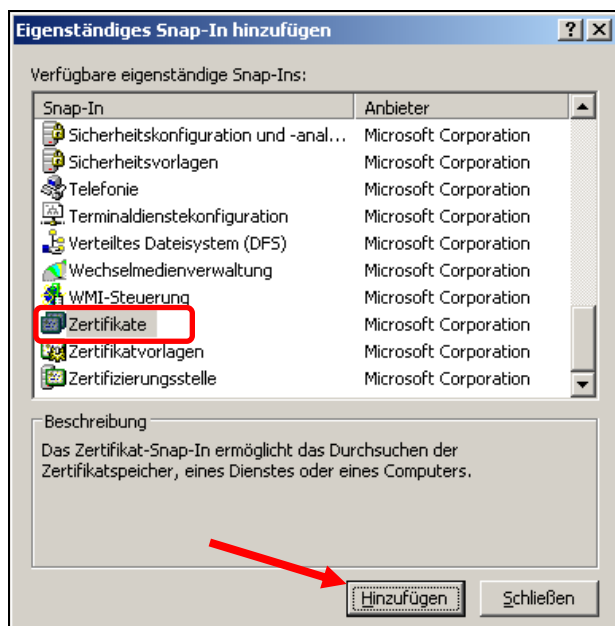 Eigenständiges Snap-In hinzufügen
Verfügbare eigenständige Snap-Ins:
Snap-In Anbieter
Sicherheitskonfiguration und -anal... Microsoft Corporation
Sicherheitsvorlagen Microsoft Corporation
Telefonie Microsoft Corporation
Terminaldienstekonfiguration Microsoft Corporation
Verteiltes Dateisystem (DFS) Microsoft Corporation
Wechselmedienverwaltung Microsoft Corporation
WMI-Steuerung Microsoft Corporation
Zertifikate Microsoft Corporation
Zertifikatvorlagen Microsoft Corporation
Zertifizierungsstelle Microsoft Corporation
Beschreibung
Das Zertifikat-Snap-In ermöglicht das Durchsuchen der
Zertifikatspeicher, eines Dienstes oder eines Computers.
Hinzufügen Schließen